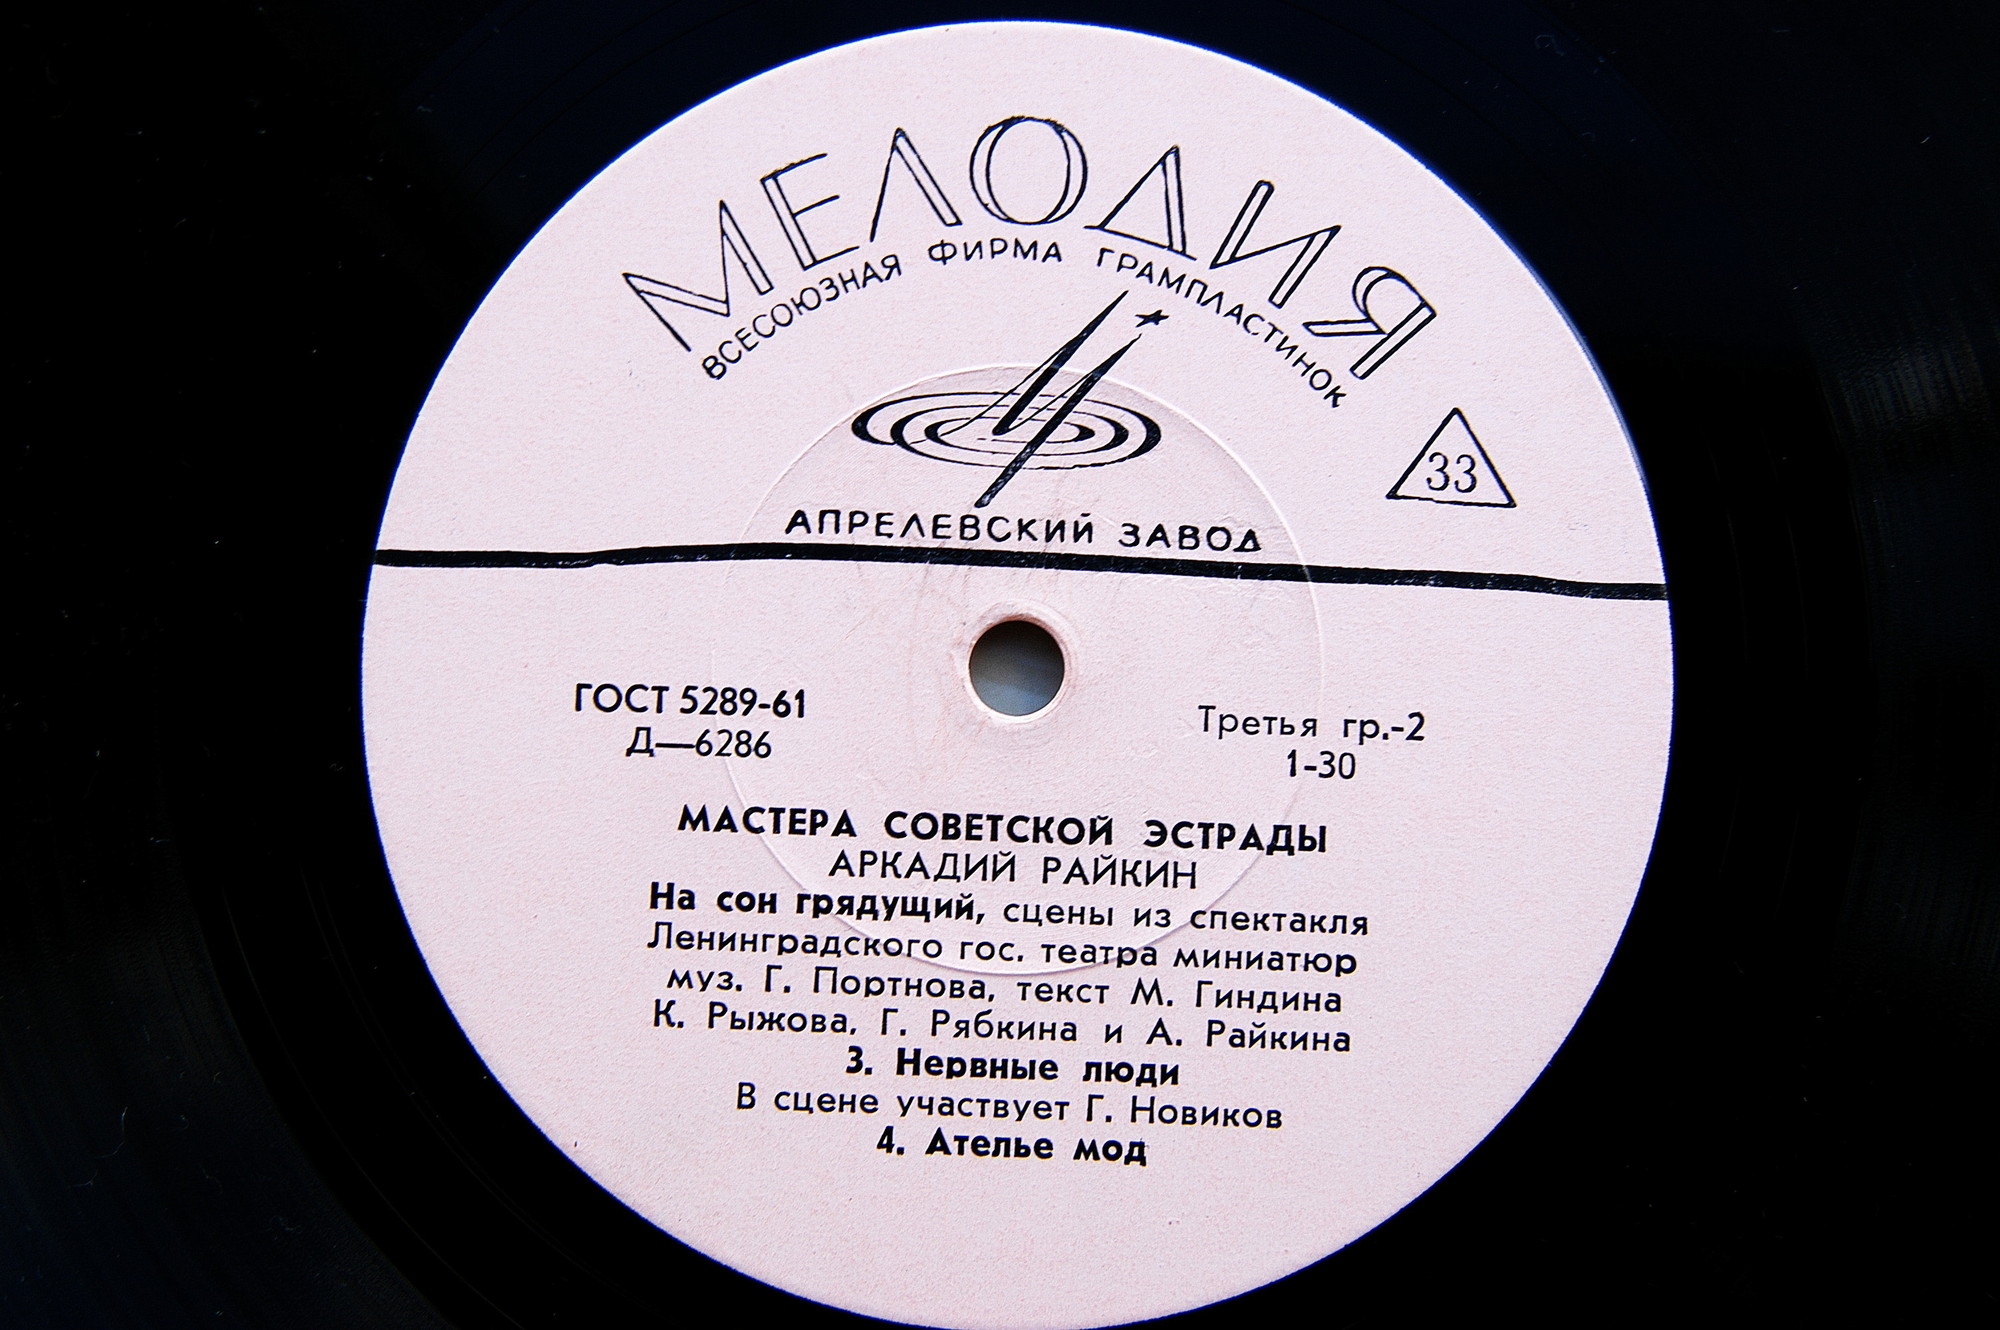 МЕЛОДИЯ
ВСЕСОЮЗНАЯ ФИРМА ГРАМПЛАСТИНОК
33
АПРЕЛЕВСКИЙ ЗАВОД
ГОСТ 5289-61
Д—6286
Третья гр.-2
1-30
МАСТЕРА СОВЕТСКОЙ ЭСТРАДЫ
АРКАДИЙ РАЙКИН
На сон грядущий, сцены из спектакля
Ленинградского гос. театра миниатюр
муз. Г. Портнова, текст М. Гиндина
К. Рыжова, Г. Рябкина и А. Райкина
3. Нервные люди
В сцене участвует Г. Новиков
4. Ателье мод